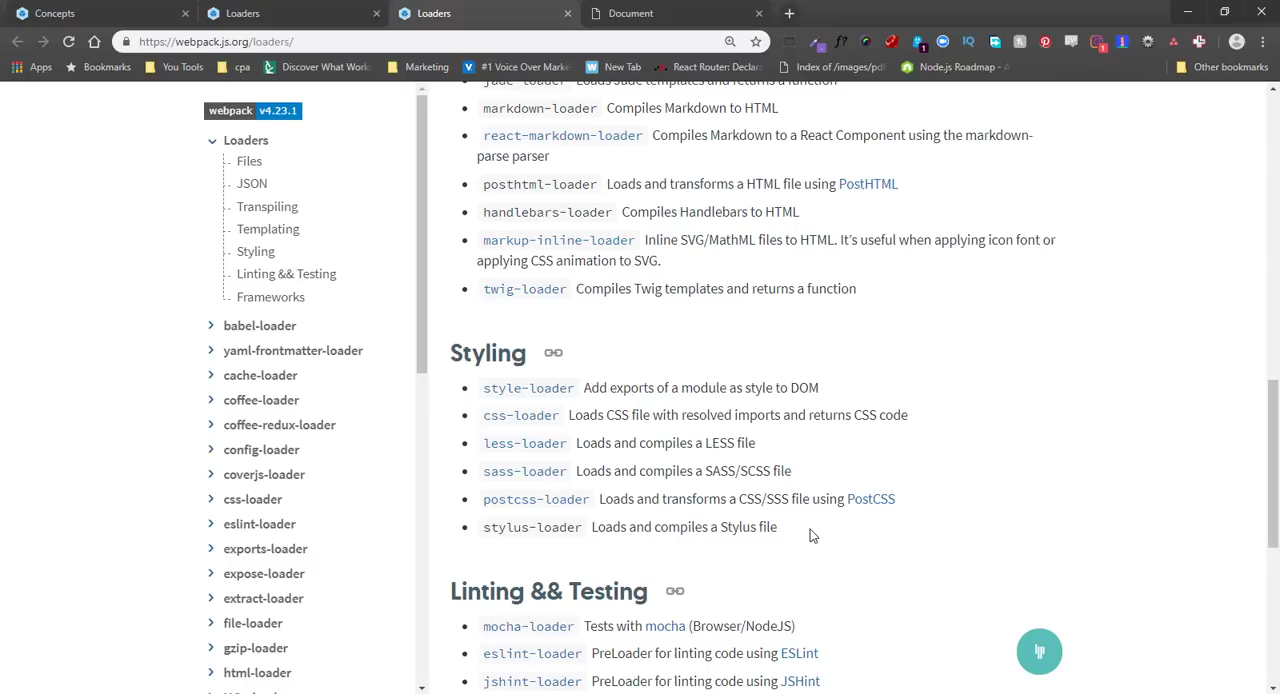 Concepts
Loaders
Loaders
Document
https://webpack.js.org/loaders/
Apps
Bookmarks
You Tools
cpa
Discover What Work
Marketing
#1 Voice Over Marke
New Tab
React Router: Declara
Index of /images/pdf
Node.js Roadmap - A
Other bookmarks
webpack v4.23.1
Loaders
Files
JSON
Transpiling
Templating
Styling
Linting && Testing
Frameworks
babel-loader
yaml-frontmatter-loader
cache-loader
coffee-loader
coffee-redux-loader
config-loader
coverjs-loader
css-loader
eslint-loader
exports-loader
expose-loader
extract-loader
file-loader
gzip-loader
html-loader
jade-loader Loads Jade templates and returns a function
markdown-loader Compiles Markdown to HTML
react-markdown-loader Compiles Markdown to a React Component using the markdown-
parse parser
posthtml-loader Loads and transforms a HTML file using PostHTML
handlebars-loader Compiles Handlebars to HTML
markup-inline-loader Inline SVG/MathML files to HTML. It’s useful when applying icon font or
applying CSS animation to SVG.
twig-loader Compiles Twig templates and returns a function
Styling
style-loader Add exports of a module as style to DOM
css-loader Loads CSS file with resolved imports and returns CSS code
less-loader Loads and compiles a LESS file
sass-loader Loads and compiles a SASS/SCSS file
postcss-loader Loads and transforms a CSS/SSS file using PostCSS
stylus-loader Loads and compiles a Stylus file
Linting && Testing
mocha-loader Tests with mocha (Browser/NodeJS)
eslint-loader PreLoader for linting code using ESLint
jshint-loader PreLoader for linting code using JSHint